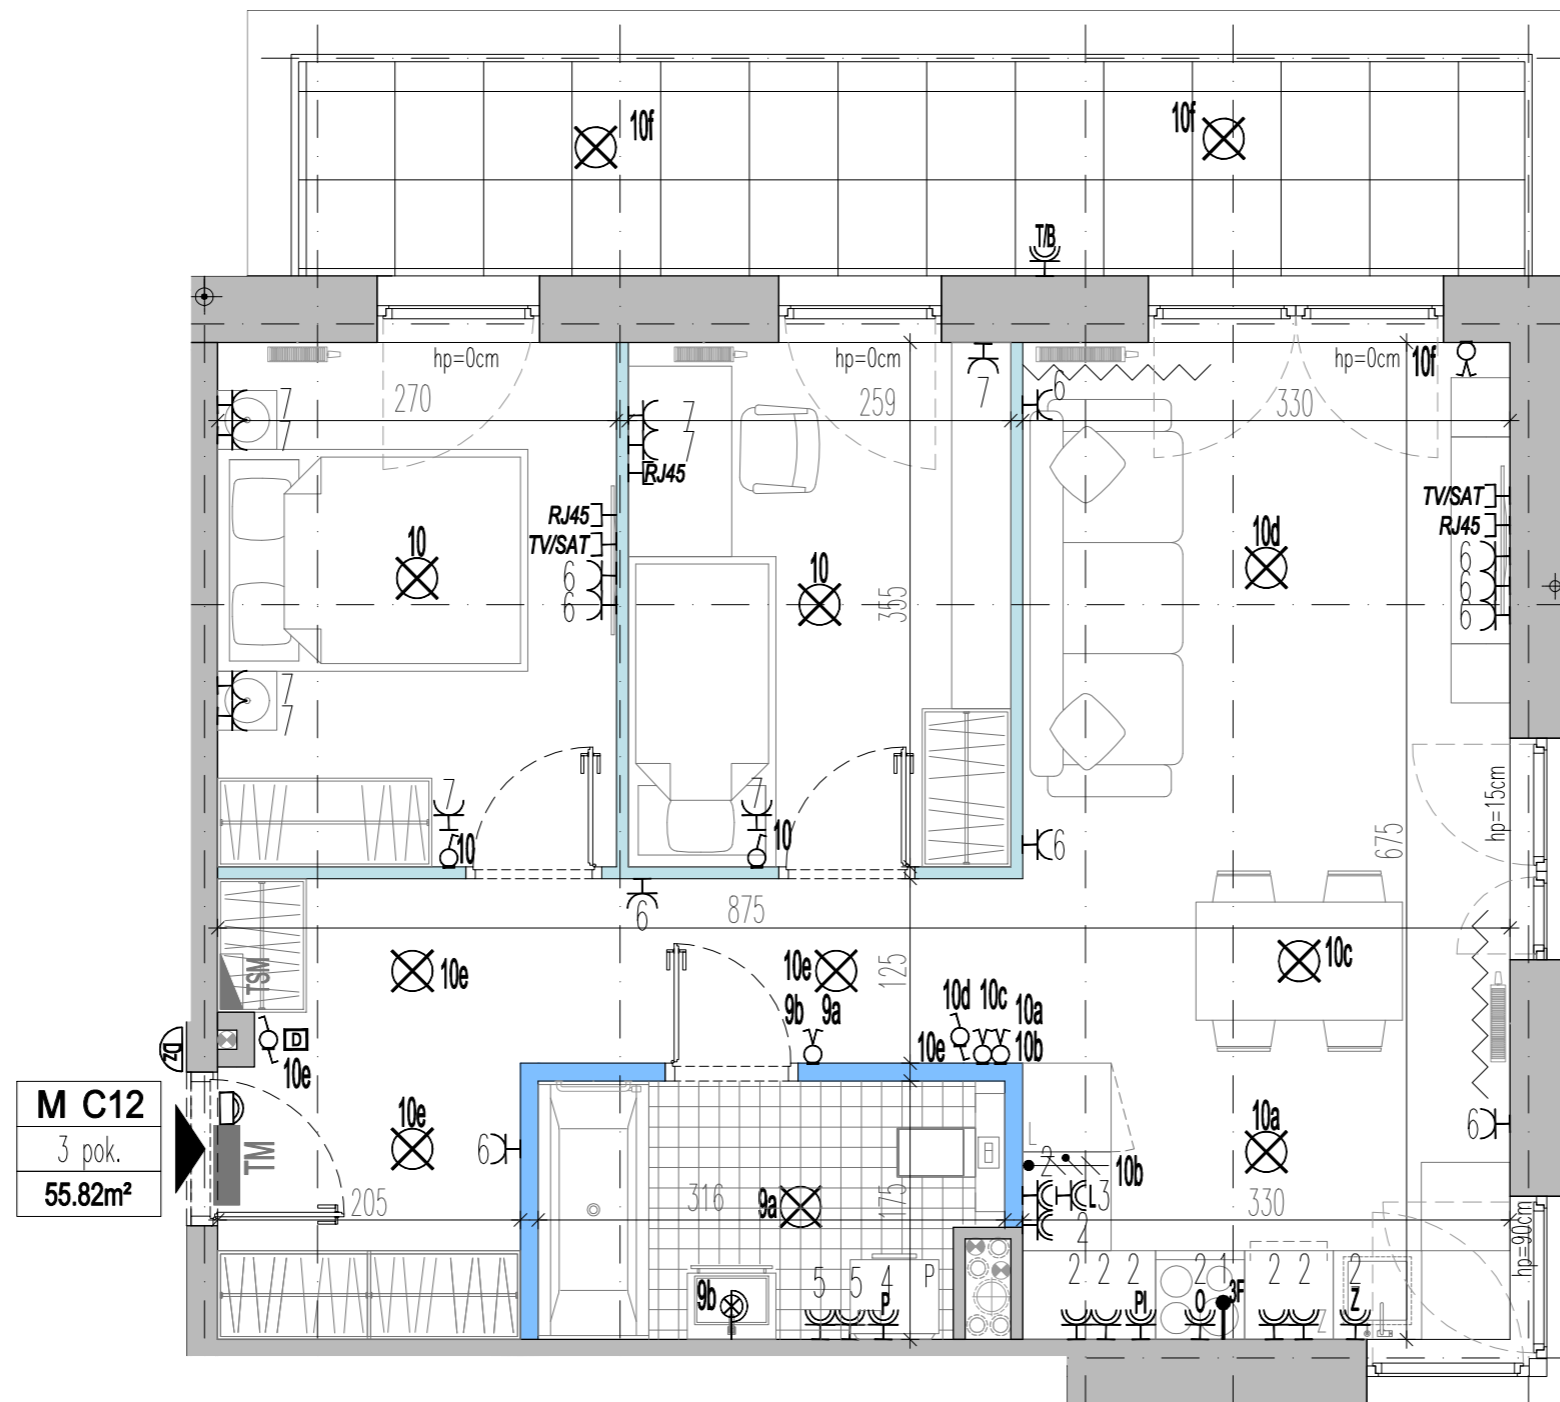 10f
10f
T/B
hp=0cm
hp=0cm
hp=0cm
10f
7
7
270
7
7
RJ45
259
7
6
330
RJ45
TV/SAT
6
6
10
10
355
10d
TV/SAT
RJ45
6
6
6
7
7
7
10
7
10
6
675
hp=15cm
6
875
TSM
10e
10e
125
9b
9a
10d
10c
10a
10e
10b
10c
D
Dz
10e
M C12
3 pok.
55.82m²
TM
10e
6
205
316
9a
175
L
2
10b
L
3
2
10a
6
330
hp=90cm
9b
5
5
4
P
P
2
2
2
2
1
2
2
2
PI
O
3F
Z
Z